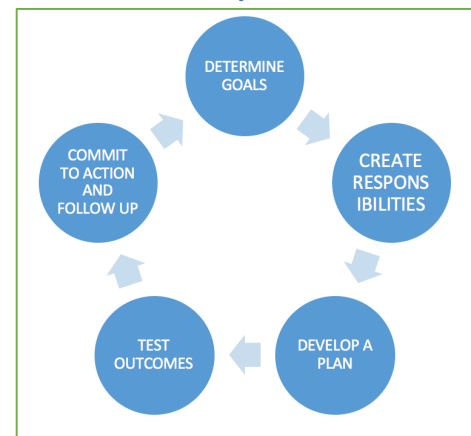 DETERMINE
GOALS
CREATE
RESPONS
IBILITIES
DEVELOP A
PLAN
TEST
OUTCOMES
COMMIT
TO ACTION
AND
FOLLOW UP